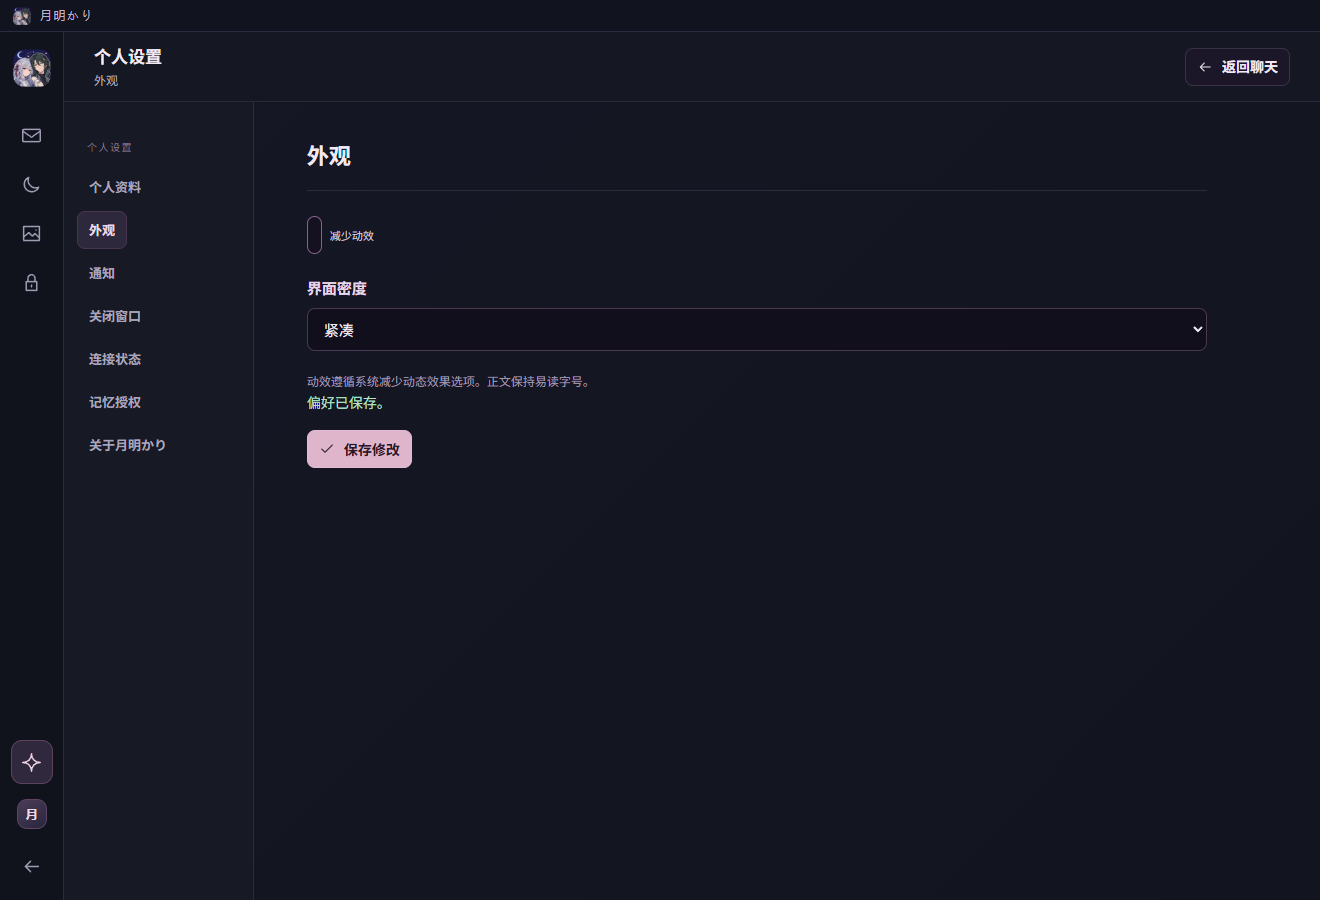 月明かり
个人设置
外观
返回聊天
个人设置
个人资料
外观
通知
关闭窗口
连接状态
记忆授权
关于月明かり
外观
减少动效
界面密度
紧凑
动效遵循系统减少动态效果选项。正文保持易读字号。
偏好已保存。
保存修改
月